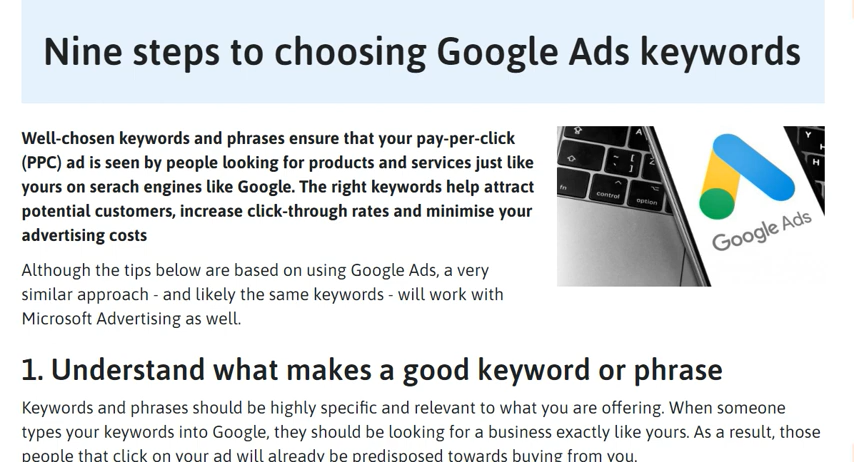 Nine steps to choosing Google Ads keywords
Well-chosen keywords and phrases ensure that your pay-per-click
(PPC) ad is seen by people looking for products and services just like
yours on serach engines like Google. The right keywords help attract
potential customers, increase click-through rates and minimise your
advertising costs
A
{
[
}
]
fn
control
option
Y
H
Google Ads
Although the tips below are based on using Google Ads, a very
similar approach - and likely the same keywords - will work with
Microsoft Advertising as well.
1. Understand what makes a good keyword or phrase
Keywords and phrases should be highly specific and relevant to what you are offering. When someone
types your keywords into Google, they should be looking for a business exactly like yours. As a result, those
people that click on your ad will already be predisposed towards buying from you.